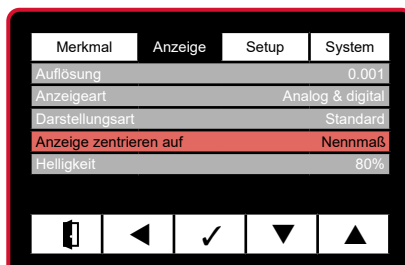 Merkmal Anzeige Setup System
Auflösung 0.001
Anzeigeart Analog & digital
Darstellungsart Standard
Anzeige zentrieren auf Nennmaß
Helligkeit 80%